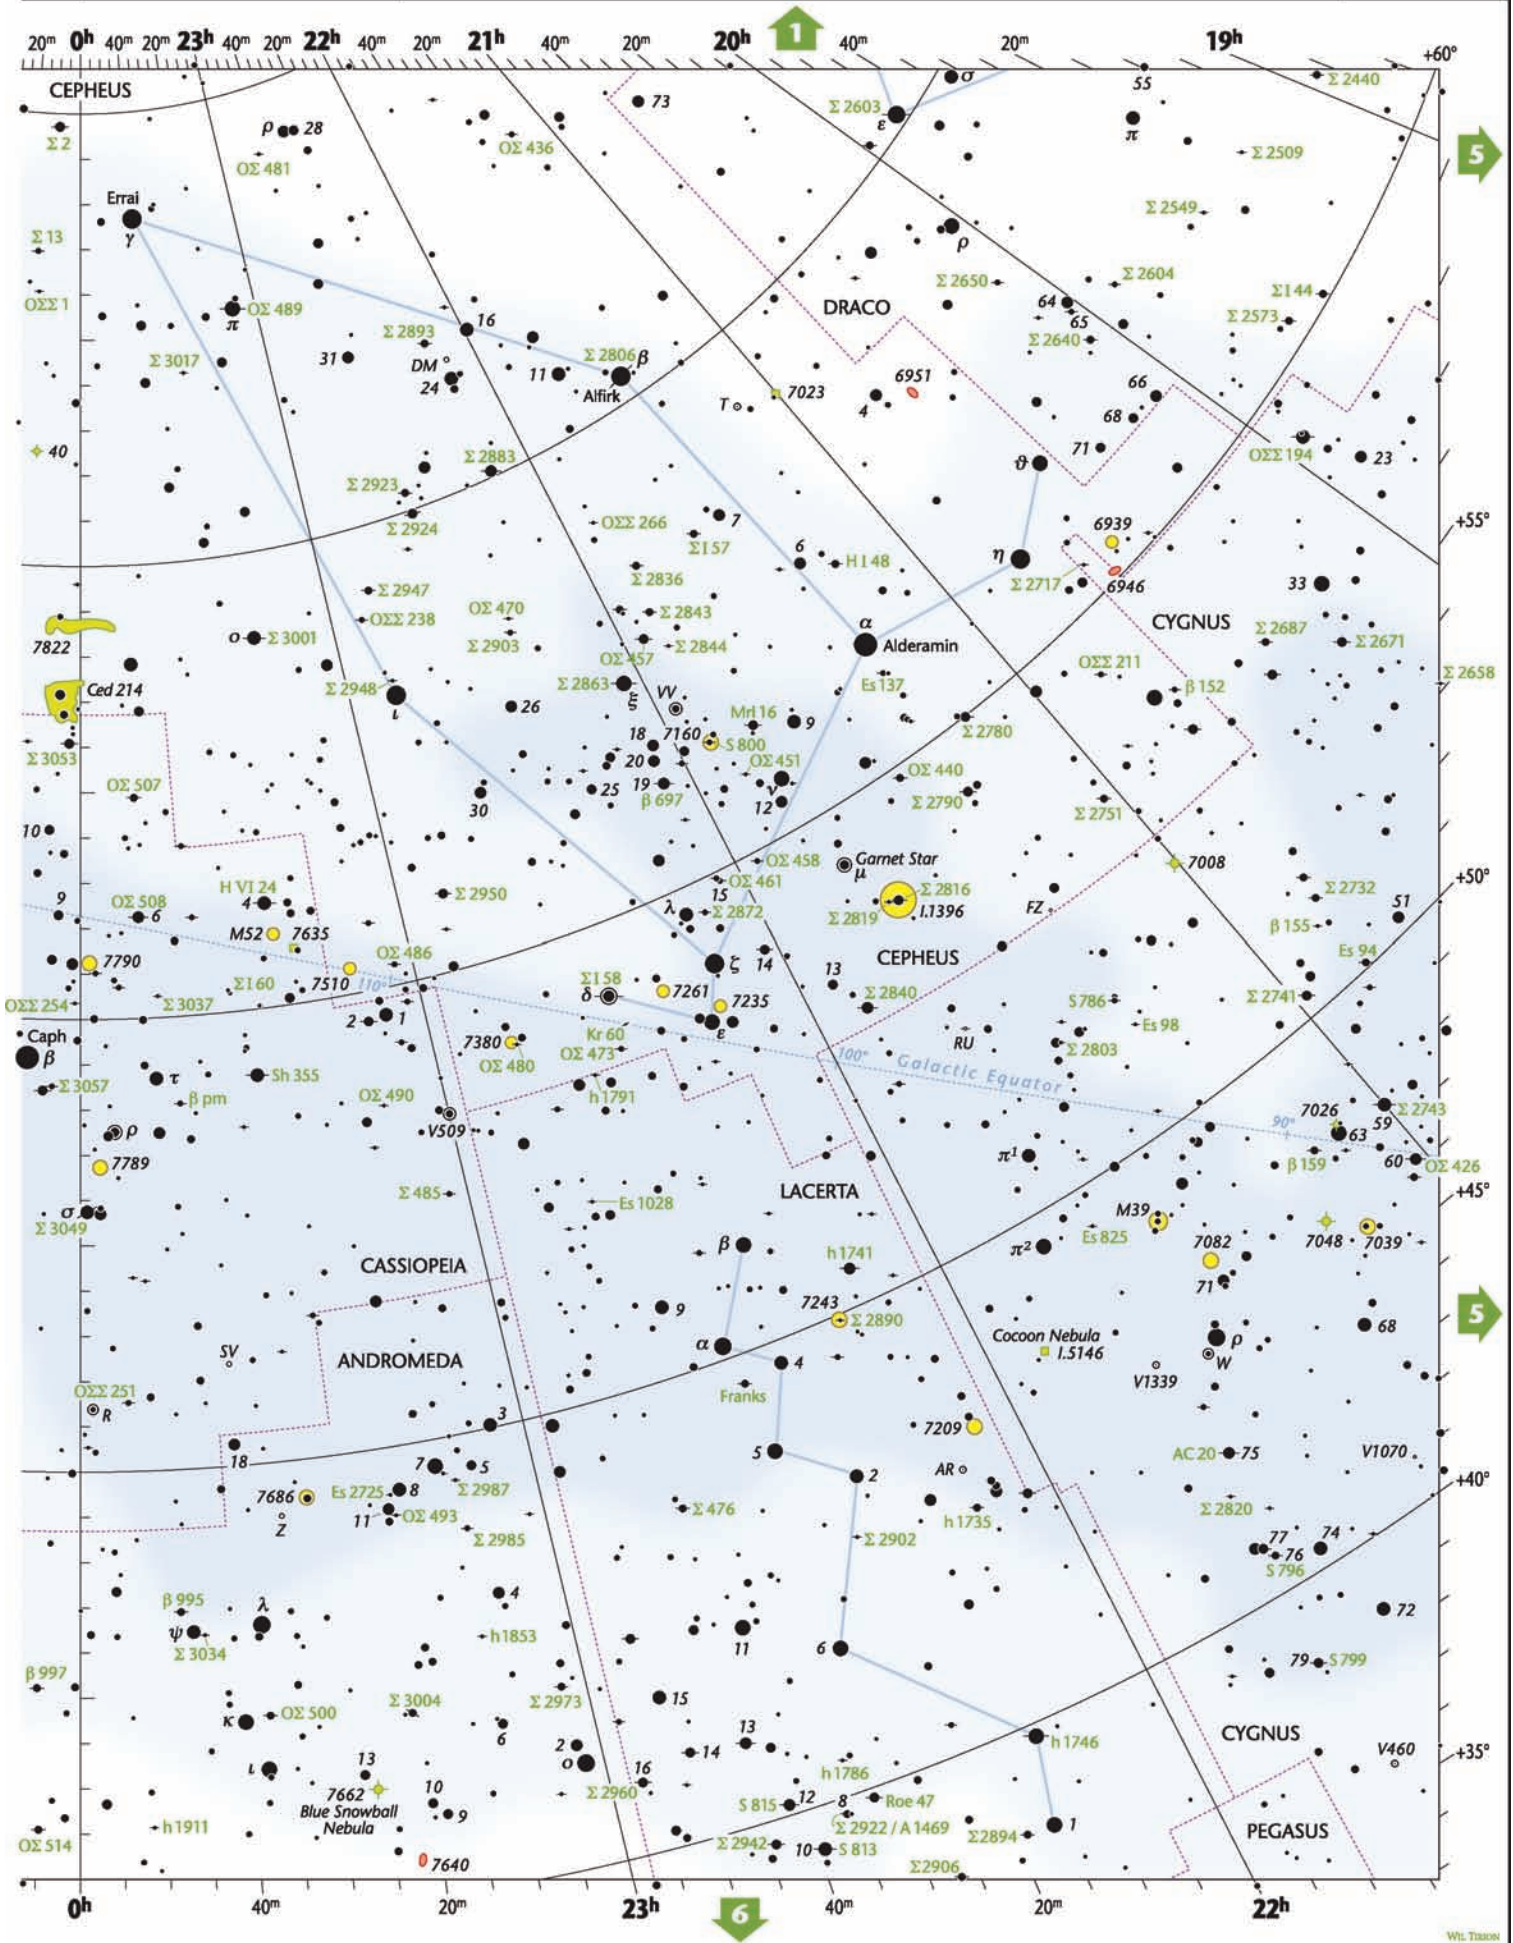 1
20m 0h 40m 20m 23h 40m 20m 22h 40m 20m 21h 40m 20m 20h 40m 20m 19h +60°
CEPHEUS
Σ 2
ρ 28
ΟΣ 481
ΟΣ 436
73
Σ 2603
ε
σ
55
π
Σ 2440
Σ 2509
5
Errai
γ
Σ 13
ΟΣΣ 1
ΟΣ 489
π
Σ 3017
31
Σ 2893
16
DM
24
11
Σ 2806 β
Alfirk
DRACO
ρ
Σ 2650
Σ 2604
Σ 2549
64
65
Σ 2640
Σ I 44
Σ 2573
T
7023
4
6951
66
68
71
ΟΣΣ 194
23
40
Σ 2923
Σ 2883
Σ 2924
ΟΣΣ 266
7
Σ I 57
ϑ
6939
+55°
Σ 2947
ΟΣΣ 238
Σ 2836
6
H I 48
η
Σ 2717
6946
33
7822
ο Σ 3001
ΟΣ 470
Σ 2903
Σ 2843
Σ 2844
ΟΣ 457
α
Alderamin
CYGNUS
Σ 2687
Σ 2671
Ced 214
Σ 2948
ι
26
Σ 2863
ξ
VV
Es 137
ΟΣΣ 211
β 152
Σ 2658
Σ 3053
18
7160
S 800
Mrl 16
9
Σ 2780
20
ΟΣ 451
ΟΣ 507
30
25
19
β 697
ν
12
ΟΣ 440
Σ 2790
Σ 2751
10
Garnet Star
μ
ΟΣ 458
7008
+50°
9
ΟΣ 508
6
H VI 24
4
Σ 2950
15
ΟΣ 461
λ
Σ 2872
Σ 2816
I.1396
Σ 2819
FZ
Σ 2732
51
β 155
M52
7635
ΟΣ 486
ζ
14
CEPHEUS
Es 94
7790
7510
110°
Σ I 60
Σ I 58
δ
7261
7235
13
Σ 2840
S 786
Σ 2741
ΟΣΣ 254
Σ 3037
2
1
ε
Kr 60
RU
Es 98
Caph
β
7380
ΟΣ 480
ΟΣ 473
100°
Galactic Equator
Σ 2803
Σ 3057
τ
Sh 355
β pm
ΟΣ 490
h 1791
7026
Σ 2743
59
ρ
V509
90°
63
7789
π1
β 159
60
ΟΣ 426
Σ 485
Es 1028
LACERTA
+45°
σ
Σ 3049
M39
Es 825
7048
7039
CASSIOPEIA
β
h 1741
π2
7082
71
5
9
7243
Σ 2890
68
SV
ANDROMEDA
α
4
Cocoon Nebula
I.5146
ρ
W
V1339
ΟΣΣ 251
R
Franks
3
7209
18
7
5
5
2
AR
AC 20
75
V1070
+40°
7686
Z
Es 2725
8
Σ 2987
11
ΟΣ 493
Σ 2985
Σ 476
h 1735
Σ 2820
Σ 2902
77
76
74
S 796
β 995
ψ
λ
Σ 3034
4
h 1853
11
72
6
79
S 799
β 997
Σ 3004
Σ 2973
15
κ
ΟΣ 500
6
13
h 1746
CYGNUS
V460
+35°
ι
13
7662
Blue Snowball
Nebula
10
9
2
ο
Σ 2960
14
16
h 1786
12
8
Roe 47
S 815
Σ 2922 / A 1469
1
PEGASUS
ΟΣ 514
h 1911
7640
Σ 2942
10
S 813
Σ 2894
Σ 2906
0h 40m 20m 23h 40m 20m 22h
6
WIL TIRION